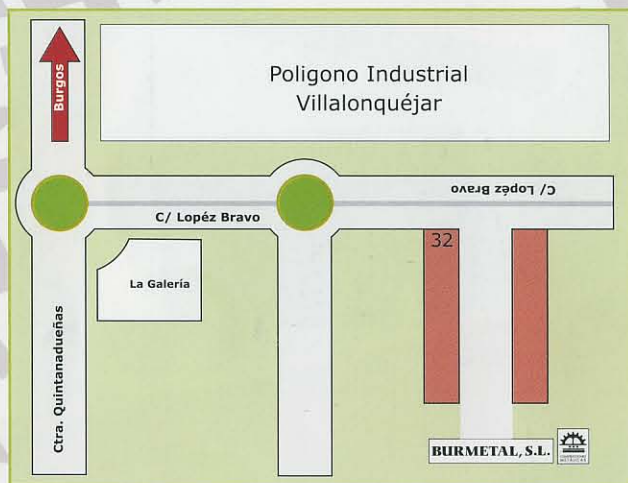 Burgos
Poligono Industrial
Villalonquéjar
C/ Lopéz Bravo
C/ Lopéz Bravo
32
La Galería
Ctra. Quintanadueñas
BURMETAL, S.L.